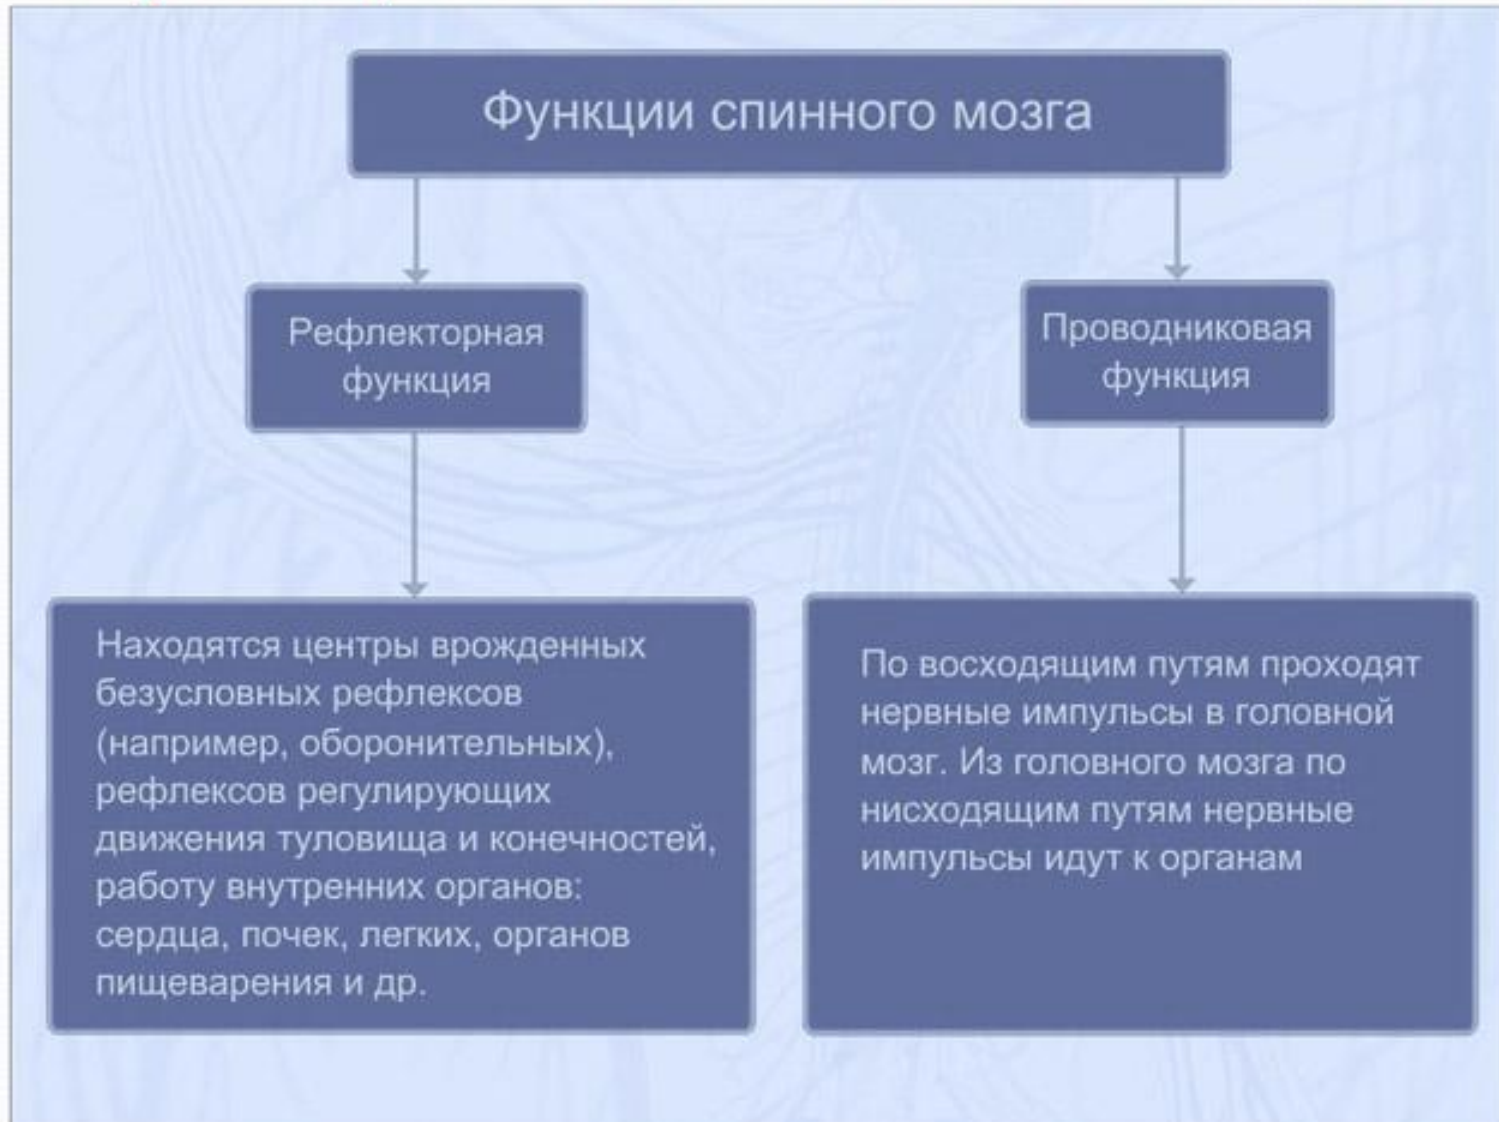 Функции спинного мозга
Рефлекторная
функция
Проводниковая
функция
Находятся центры врожденных
безусловных рефлексов
(например, оборонительных),
рефлексов регулирующих
движения туловища и конечностей,
работу внутренних органов:
сердца, почек, легких, органов
пищеварения и др.
По восходящим путям проходят
нервные импульсы в головной
мозг. Из головного мозга по
нисходящим путям нервные
импульсы идут к органам